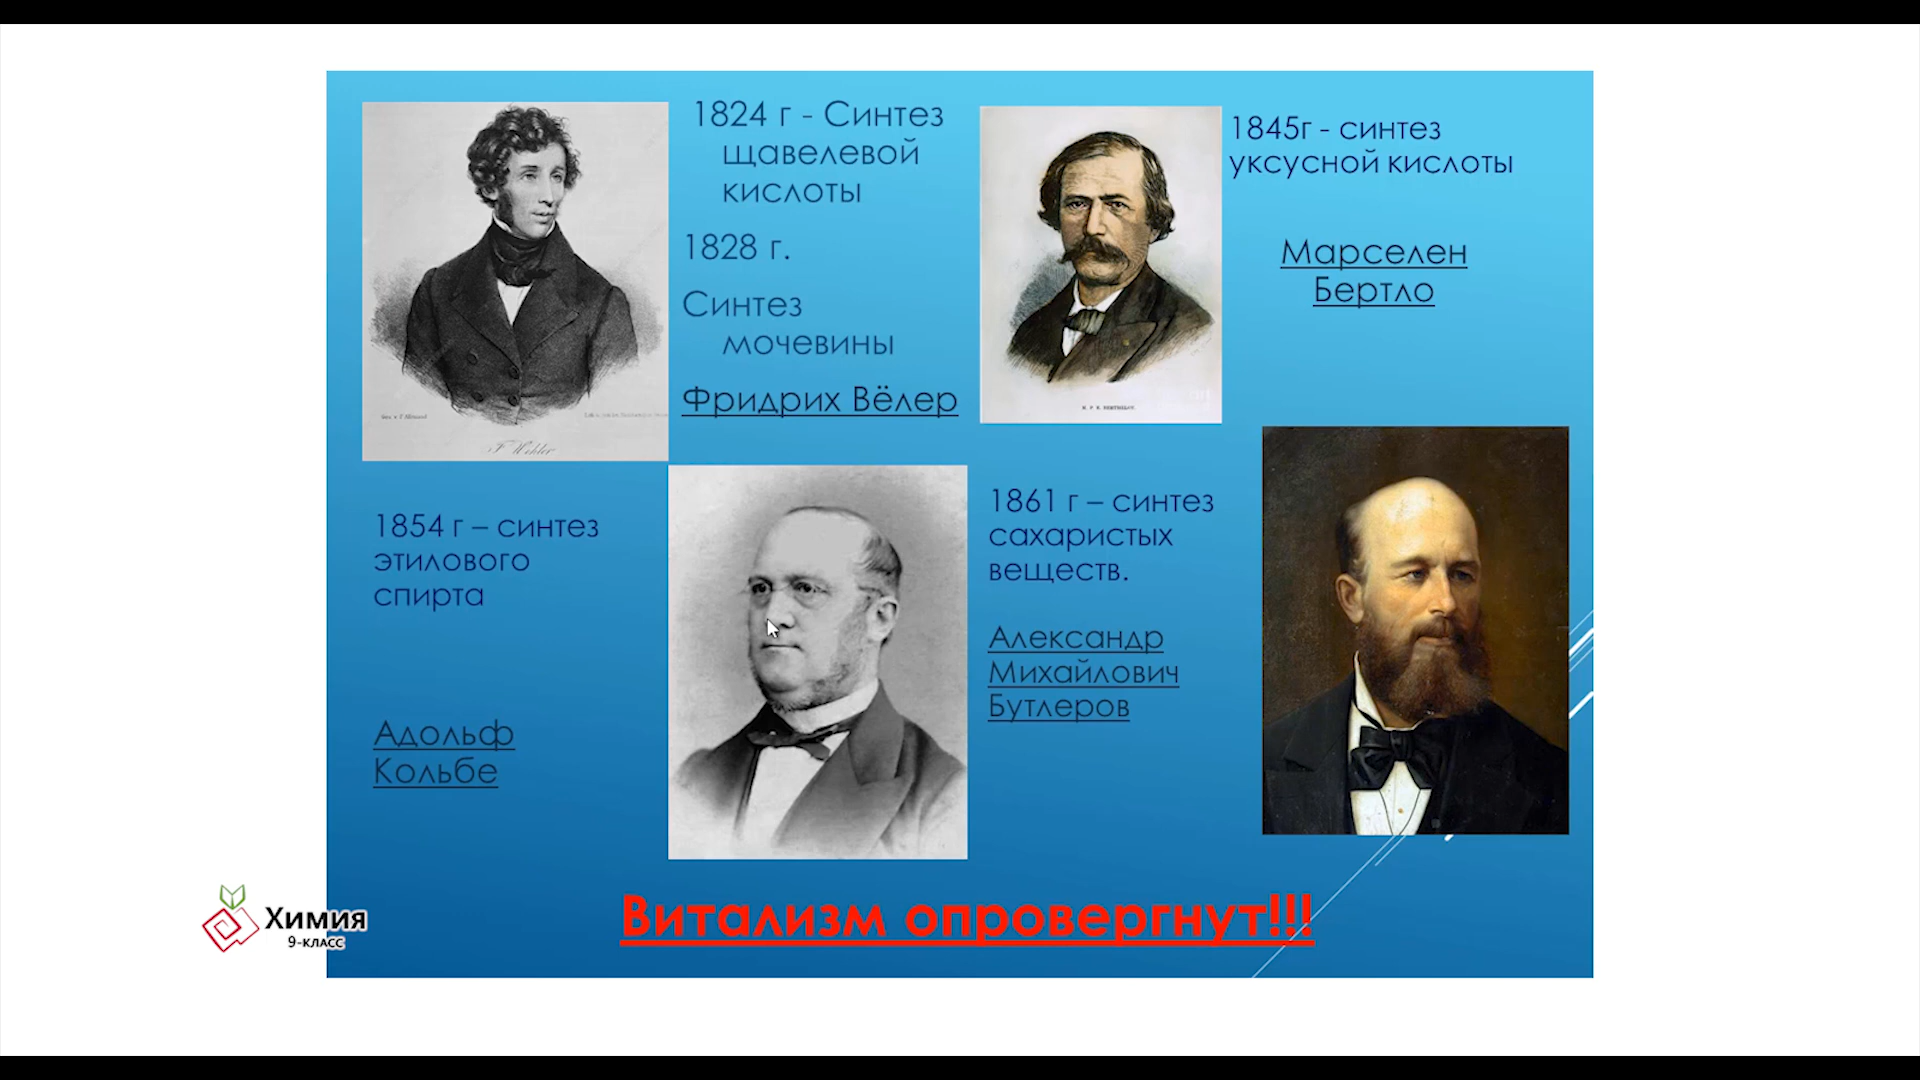 1824 г - Синтез
щавелевой
кислоты
1828 г.
Синтез
мочевины
Фридрих Вёлер
1845г - синтез
уксусной кислоты
Марселен
Бертло
F Wohler
1854 г – синтез
этилового
спирта
Адольф
Кольбе
1861 г – синтез
сахаристых
веществ.
Александр
Михайлович
Бутлеров
Витализм опровергнут!!!
Химия
9-класс